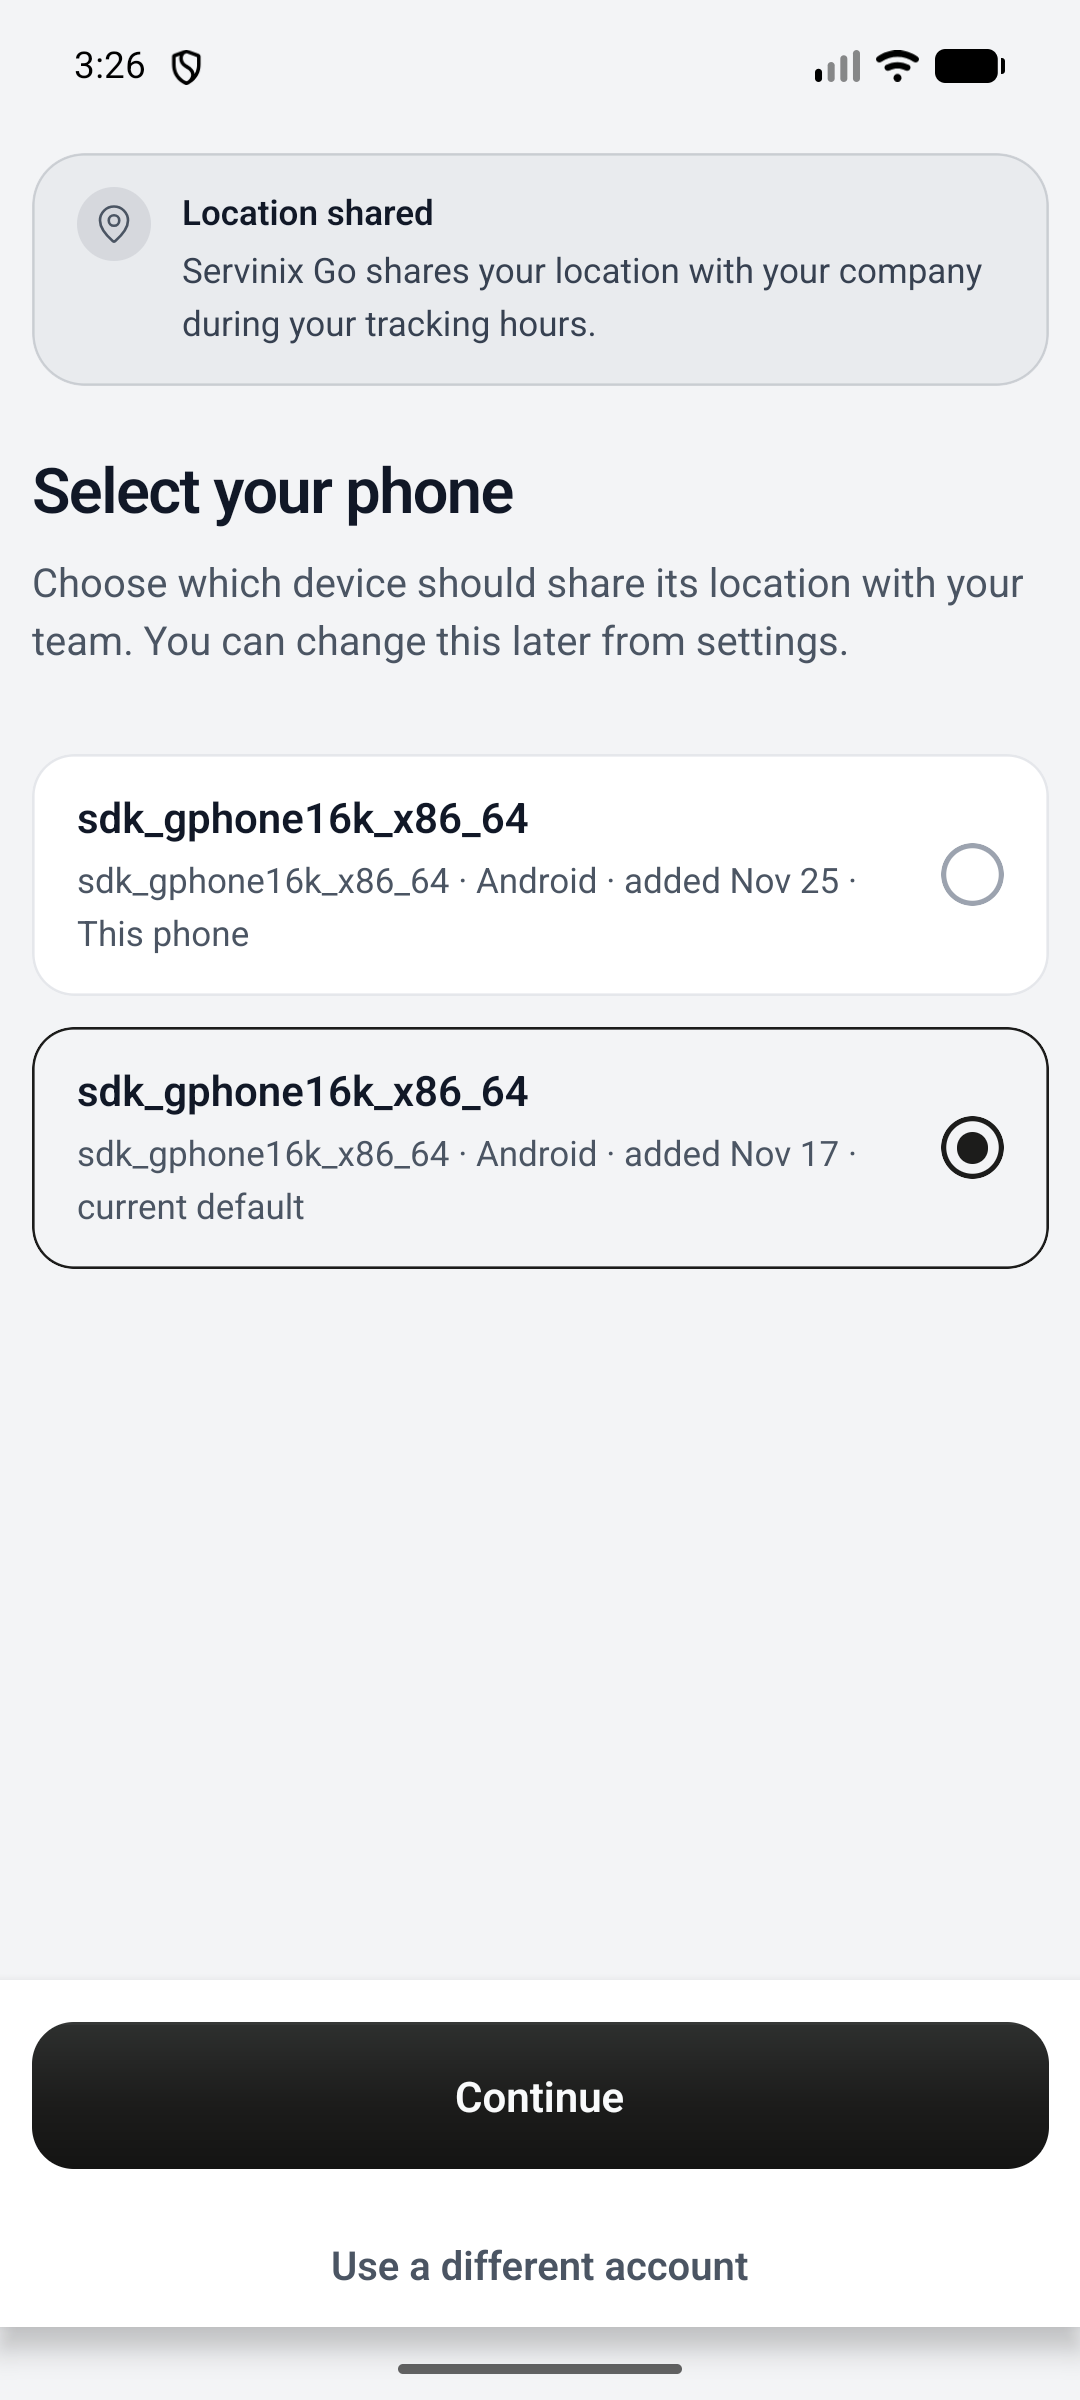 3:26
Location shared
Servinix Go shares your location with your company
during your tracking hours.
Select your phone
Choose which device should share its location with your
team. You can change this later from settings.
sdk_gphone16k_x86_64
sdk_gphone16k_x86_64 · Android · added Nov 25 ·
This phone
sdk_gphone16k_x86_64
sdk_gphone16k_x86_64 · Android · added Nov 17 ·
current default
Continue
Use a different account